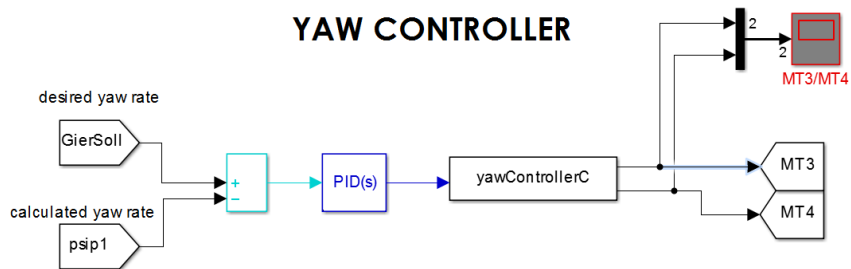 YAW CONTROLLER
2
2
MT3/MT4
desired yaw rate
GierSoll
+
−
PID(s)
yawControllerC
MT3
MT4
calculated yaw rate
psip1